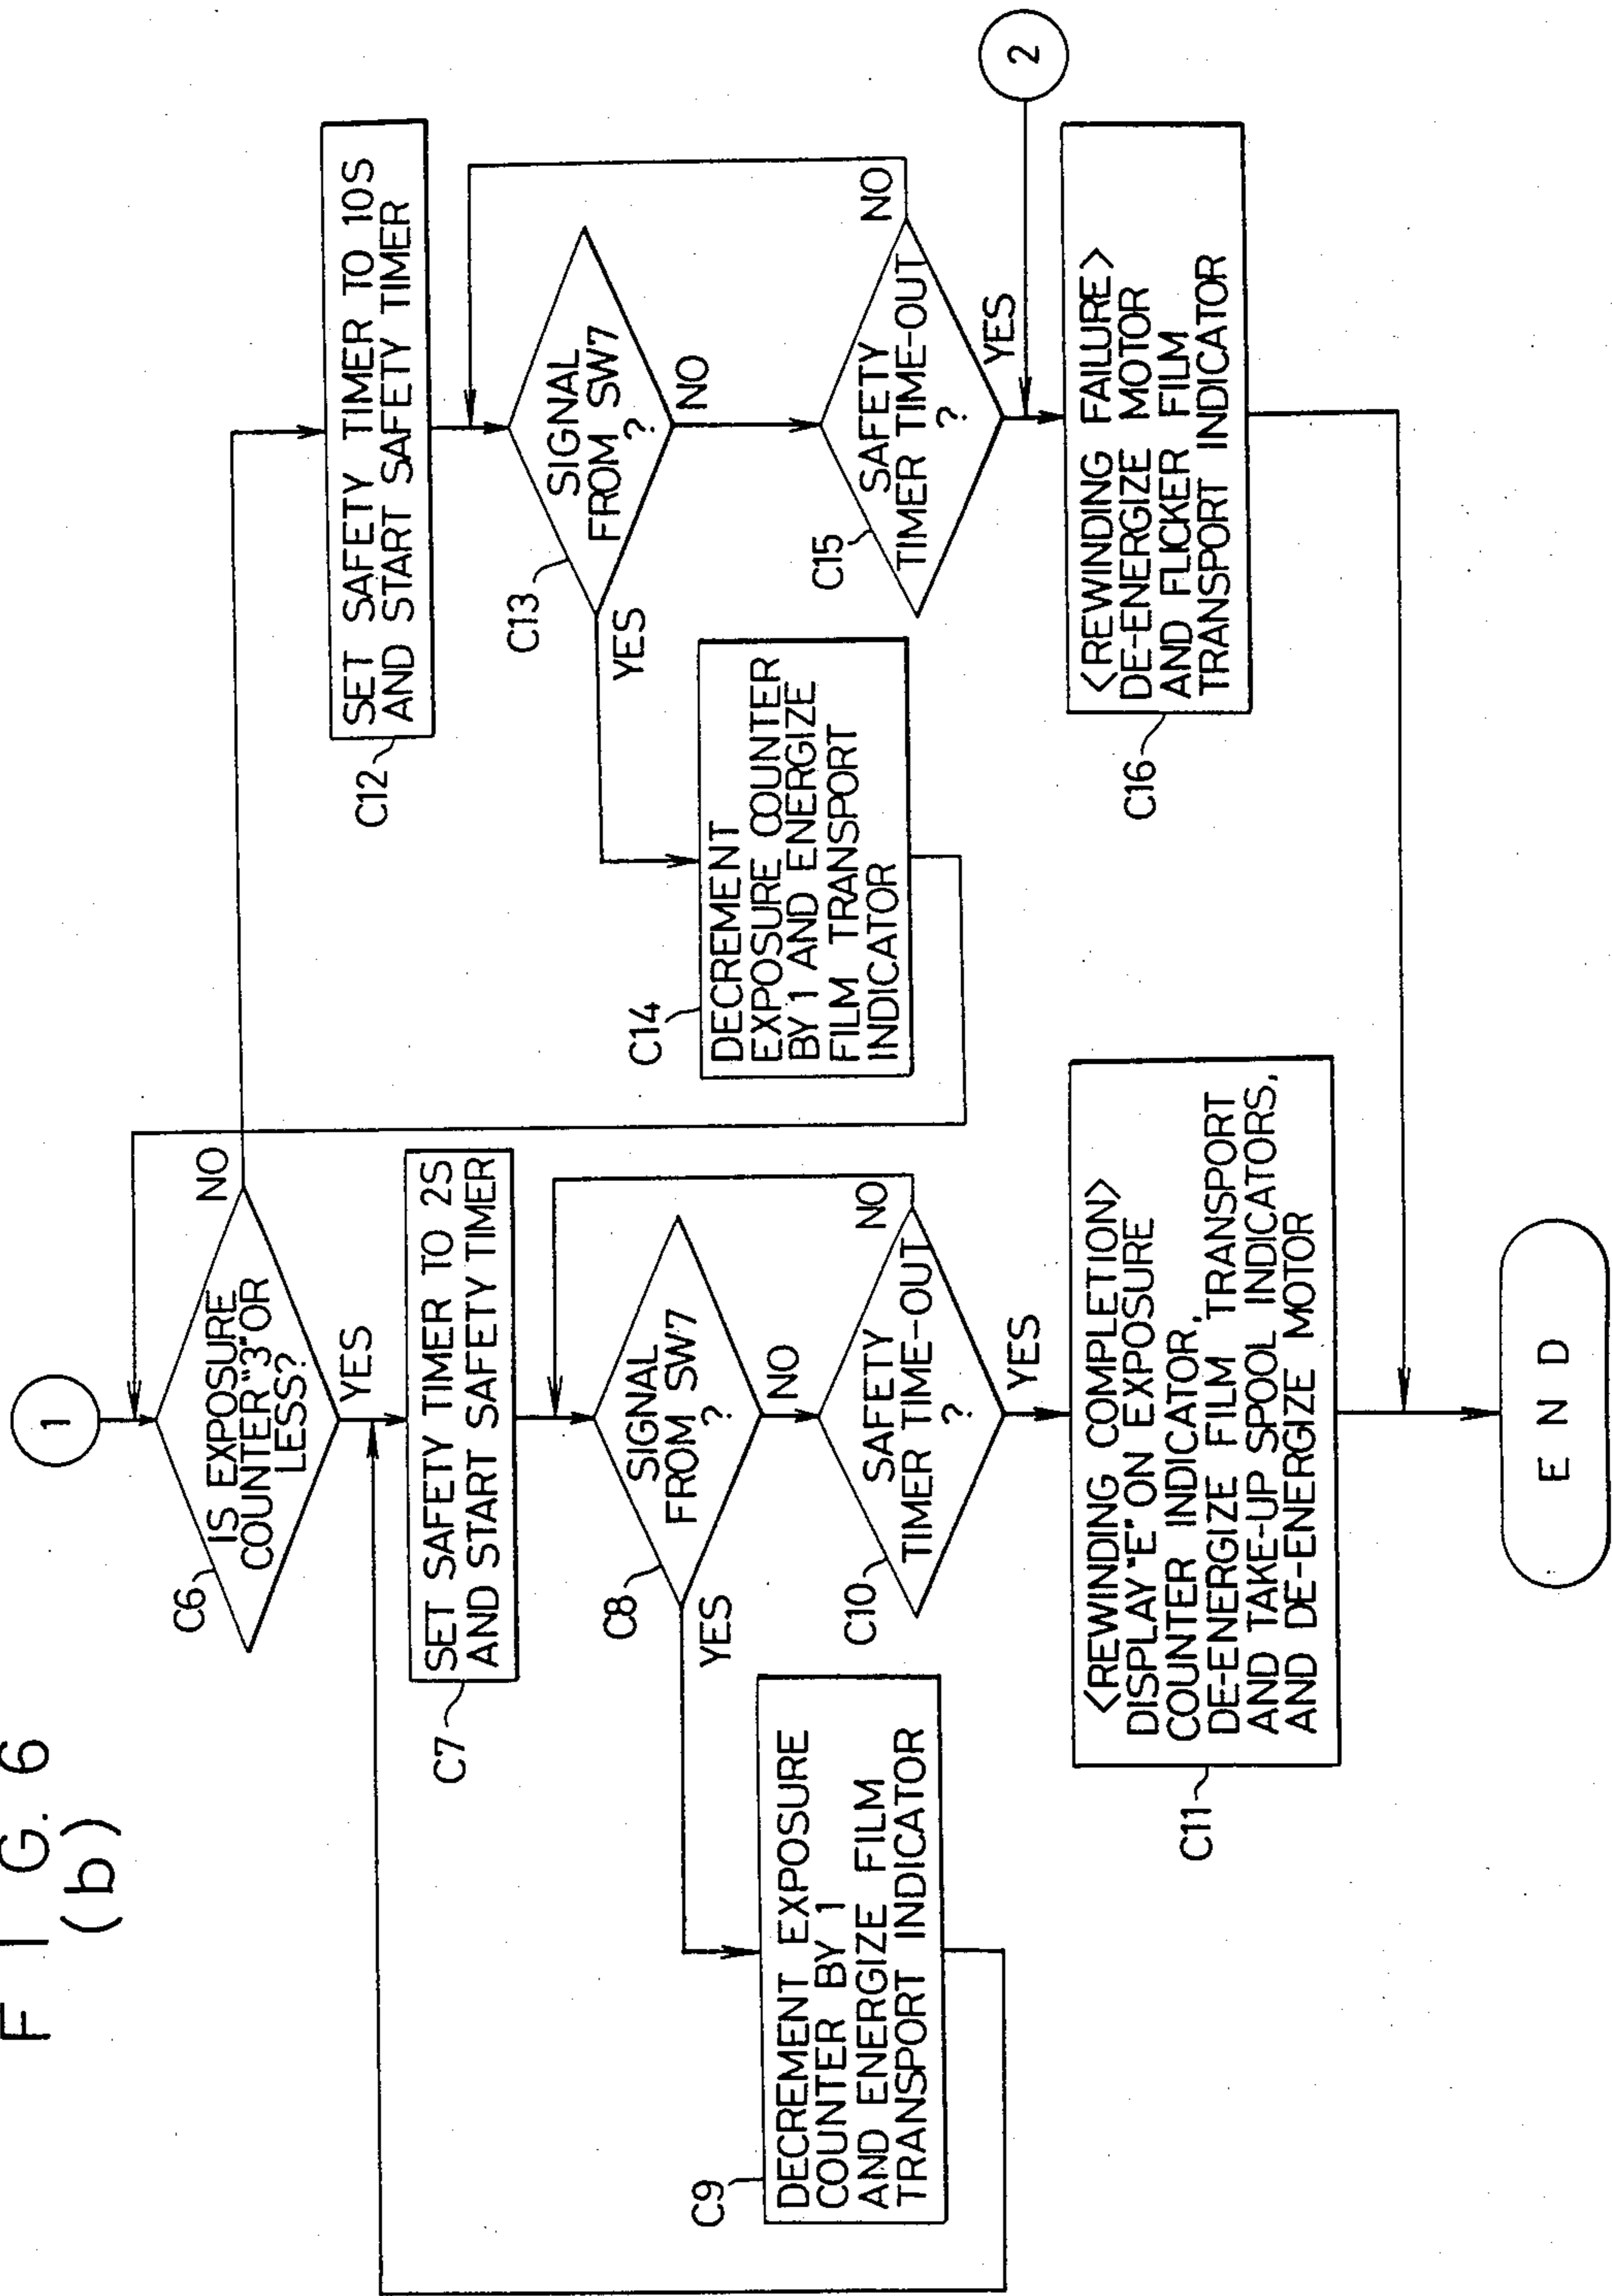 F I G. 6
(b)
1
C6
IS EXPOSURE
COUNTER "3" OR
LESS?
NO
YES
C7
SET SAFETY TIMER TO 2S
AND START SAFETY TIMER
C8
SIGNAL
FROM SW7
?
YES
NO
C9
DECREMENT EXPOSURE
COUNTER BY 1
AND ENERGIZE FILM
TRANSPORT INDICATOR
C10
SAFETY
TIMER TIME-OUT
?
NO
YES
C11
<REWINDING COMPLETION>
DISPLAY "E" ON EXPOSURE
COUNTER INDICATOR,
DE-ENERGIZE FILM TRANSPORT
AND TAKE-UP SPOOL INDICATORS,
AND DE-ENERGIZE MOTOR
C12
SET SAFETY TIMER TO 10S
AND START SAFETY TIMER
C13
SIGNAL
FROM SW7
?
YES
NO
C14
DECREMENT
EXPOSURE COUNTER
BY 1 AND ENERGIZE
FILM TRANSPORT
INDICATOR
C15
SAFETY
TIMER TIME-OUT
?
NO
YES
2
C16
<REWINDING FAILURE>
DE-ENERGIZE MOTOR
AND FLICKER FILM
TRANSPORT INDICATOR
E N D